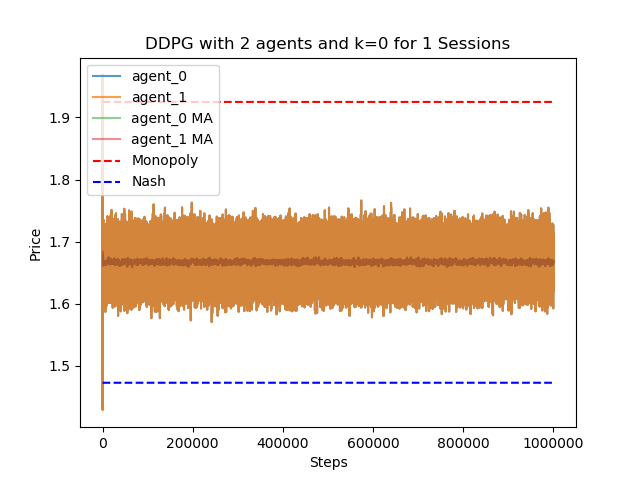 DDPG with 2 agents and k=0 for 1 Sessions
agent_0
agent_1
agent_0 MA
agent_1 MA
Monopoly
Nash
1.9
1.8
1.7
1.6
1.5
Price
0 200000 400000 600000 800000 1000000
Steps